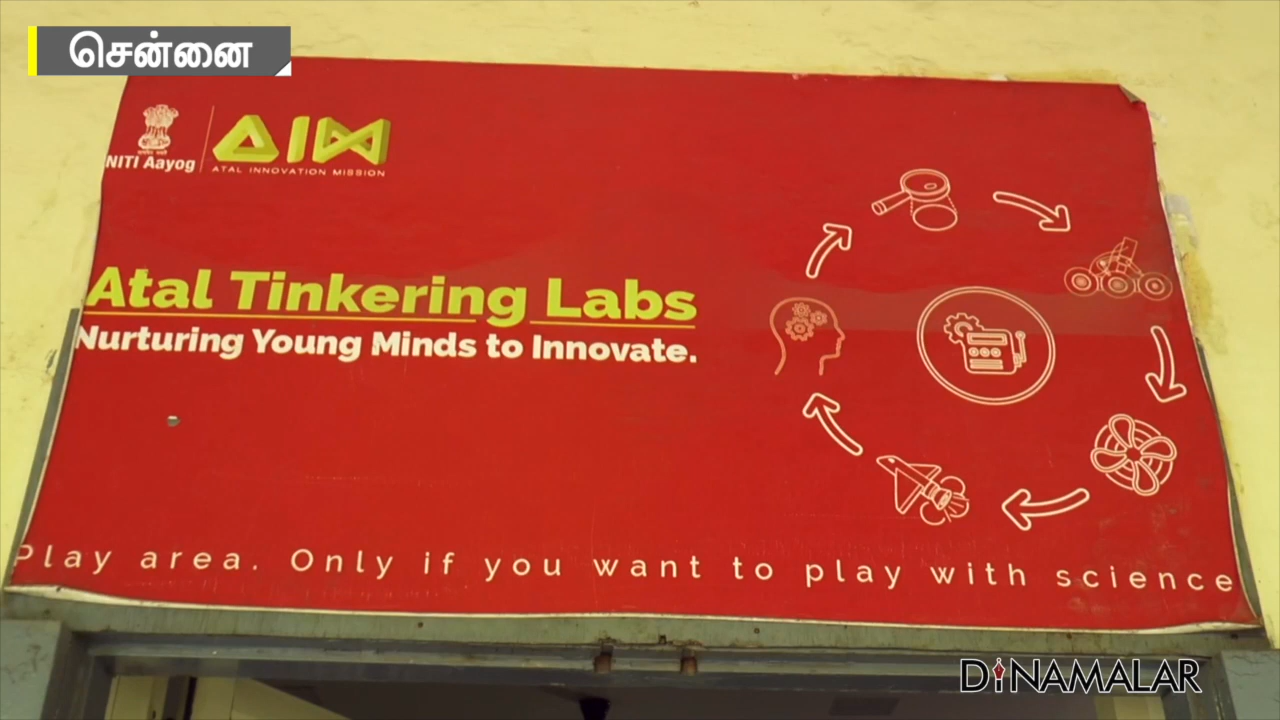 சென்னை
NITI Aayog
AIM
ATAL INNOVATION MISSION
Atal Tinkering Labs
Nurturing Young Minds to Innovate.
Play area. Only if you want to play with science
DINAMALAR